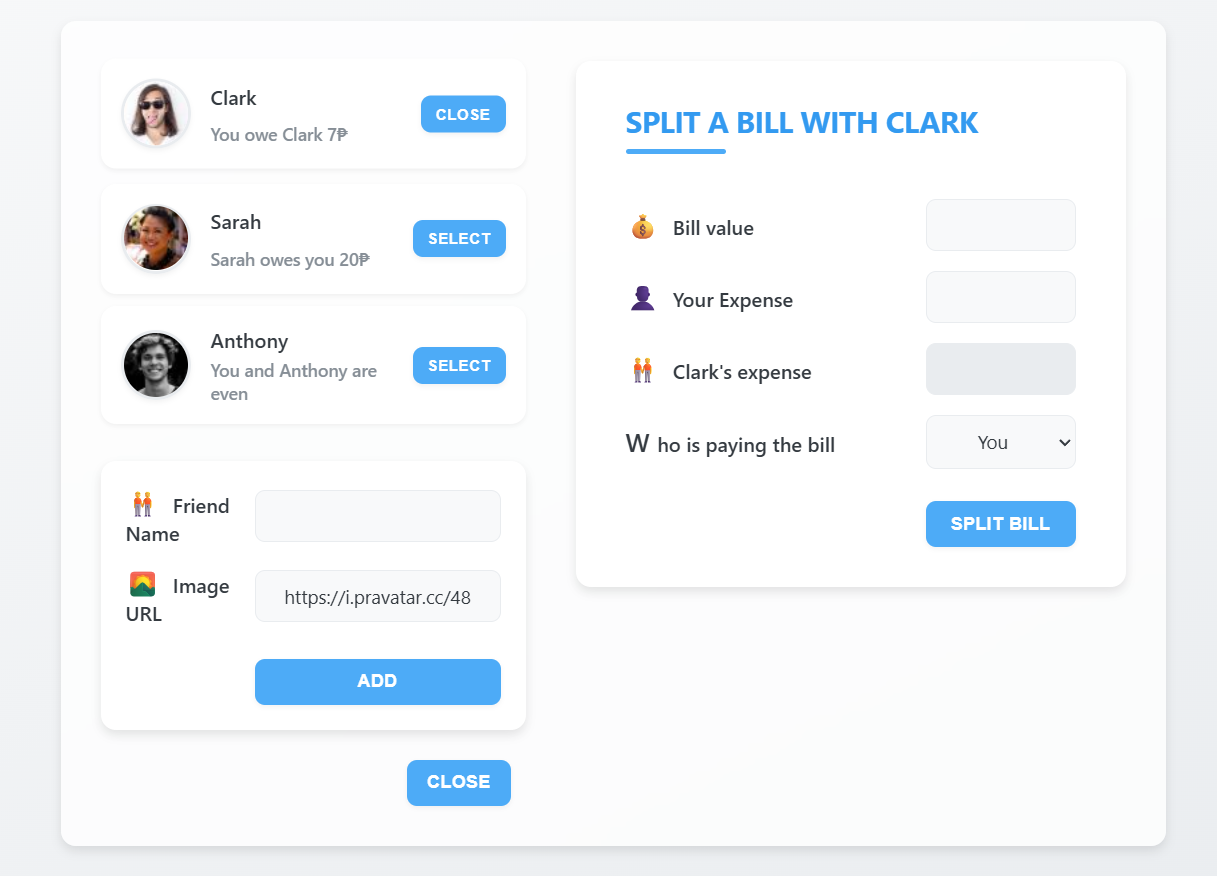 Clark
You owe Clark 7₱
CLOSE
Sarah
Sarah owes you 20₱
SELECT
Anthony
You and Anthony are
even
SELECT
Friend
Name
Image
URL
https://i.pravatar.cc/48
ADD
CLOSE
SPLIT A BILL WITH CLARK
Bill value
Your Expense
Clark's expense
W ho is paying the bill
You
SPLIT BILL